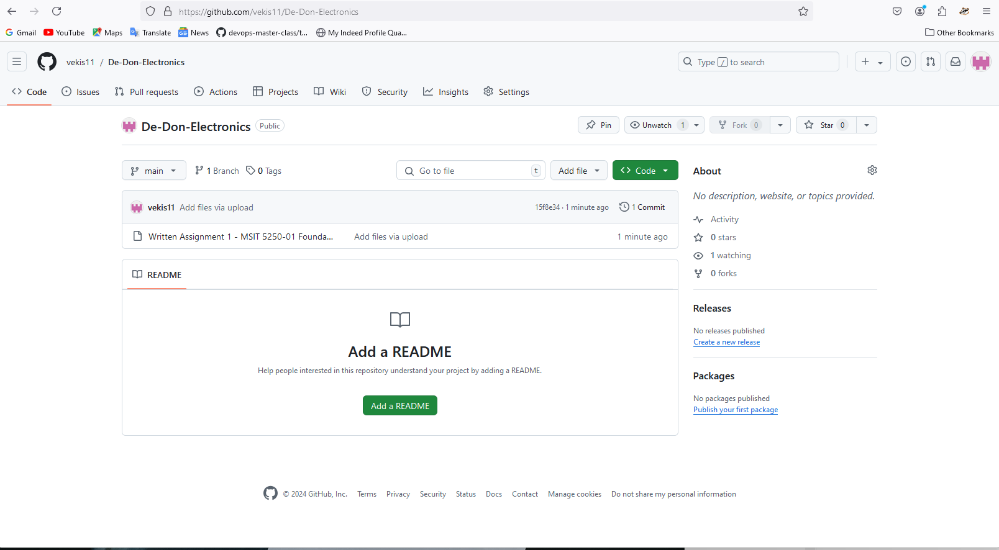 https://github.com/vekis11/De-Don-Electronics
Gmail YouTube Maps Translate News devops-master-class/t... My Indeed Profile Qua... Other Bookmarks
vekis11 / De-Don-Electronics Type / to search
Code Issues Pull requests Actions Projects Wiki Security Insights Settings
De-Don-Electronics Public Pin Unwatch 1 Fork 0 Star 0
main 1 Branch 0 Tags Go to file t Add file Code
vekis11 Add files via upload 15f8e34 · 1 minute ago 1 Commit
Written Assignment 1 - MSIT 5250-01 Founda... Add files via upload 1 minute ago
README
Add a README
Help people interested in this repository understand your project by adding a README.
Add a README
About
No description, website, or topics provided.
Activity
0 stars
1 watching
0 forks
Releases
No releases published
Create a new release
Packages
No packages published
Publish your first package
© 2024 GitHub, Inc. Terms Privacy Security Status Docs Contact Manage cookies Do not share my personal information